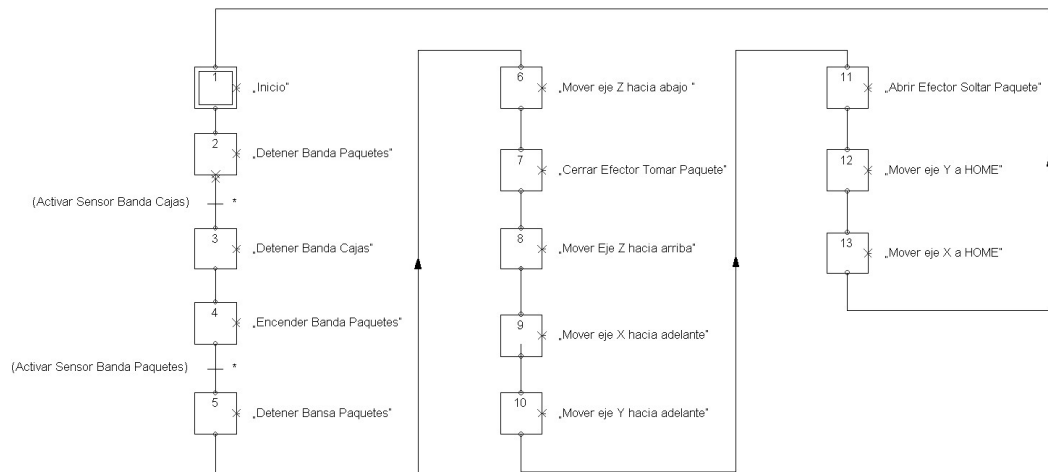 1
„Inicio"
2
„Detener Banda Paquetes"
(Activar Sensor Banda Cajas) *
3
„Detener Banda Cajas"
4
„Encender Banda Paquetes"
(Activar Sensor Banda Paquetes) *
5
„Detener Bansa Paquetes"
6
„Mover eje Z hacia abajo "
7
„Cerrar Efector Tomar Paquete"
8
„Mover Eje Z hacia arriba"
9
„Mover eje X hacia adelante"
10
„Mover eje Y hacia adelante"
11
„Abrir Efector Soltar Paquete"
12
„Mover eje Y a HOME"
13
„Mover eje X a HOME"